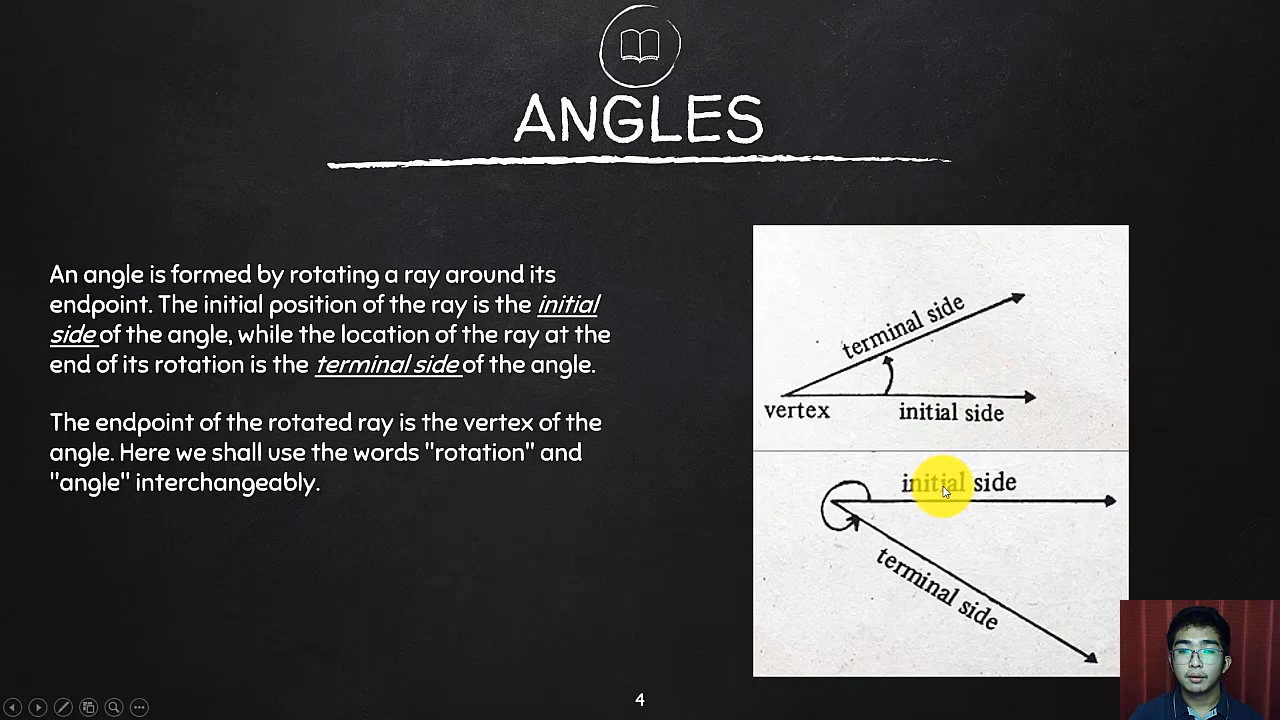 ANGLES
An angle is formed by rotating a ray around its
endpoint. The initial position of the ray is the initial
side of the angle, while the location of the ray at the
end of its rotation is the terminal side of the angle.
The endpoint of the rotated ray is the vertex of the
angle. Here we shall use the words "rotation" and
"angle" interchangeably.
terminal side
vertex
initial side
initial side
terminal side
4